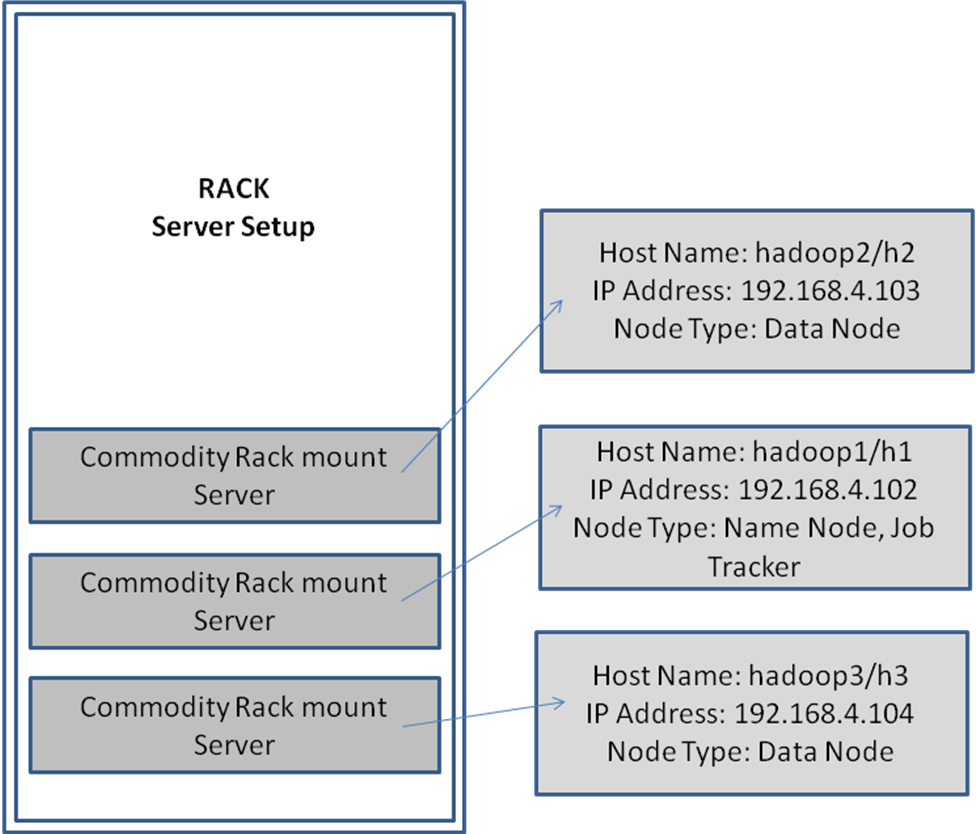 RACK
Server Setup
Commodity Rack mount
Server
Commodity Rack mount
Server
Commodity Rack mount
Server
Host Name: hadoop2/h2
IP Address: 192.168.4.103
Node Type: Data Node
Host Name: hadoop1/h1
IP Address: 192.168.4.102
Node Type: Name Node, Job
Tracker
Host Name: hadoop3/h3
IP Address: 192.168.4.104
Node Type: Data Node